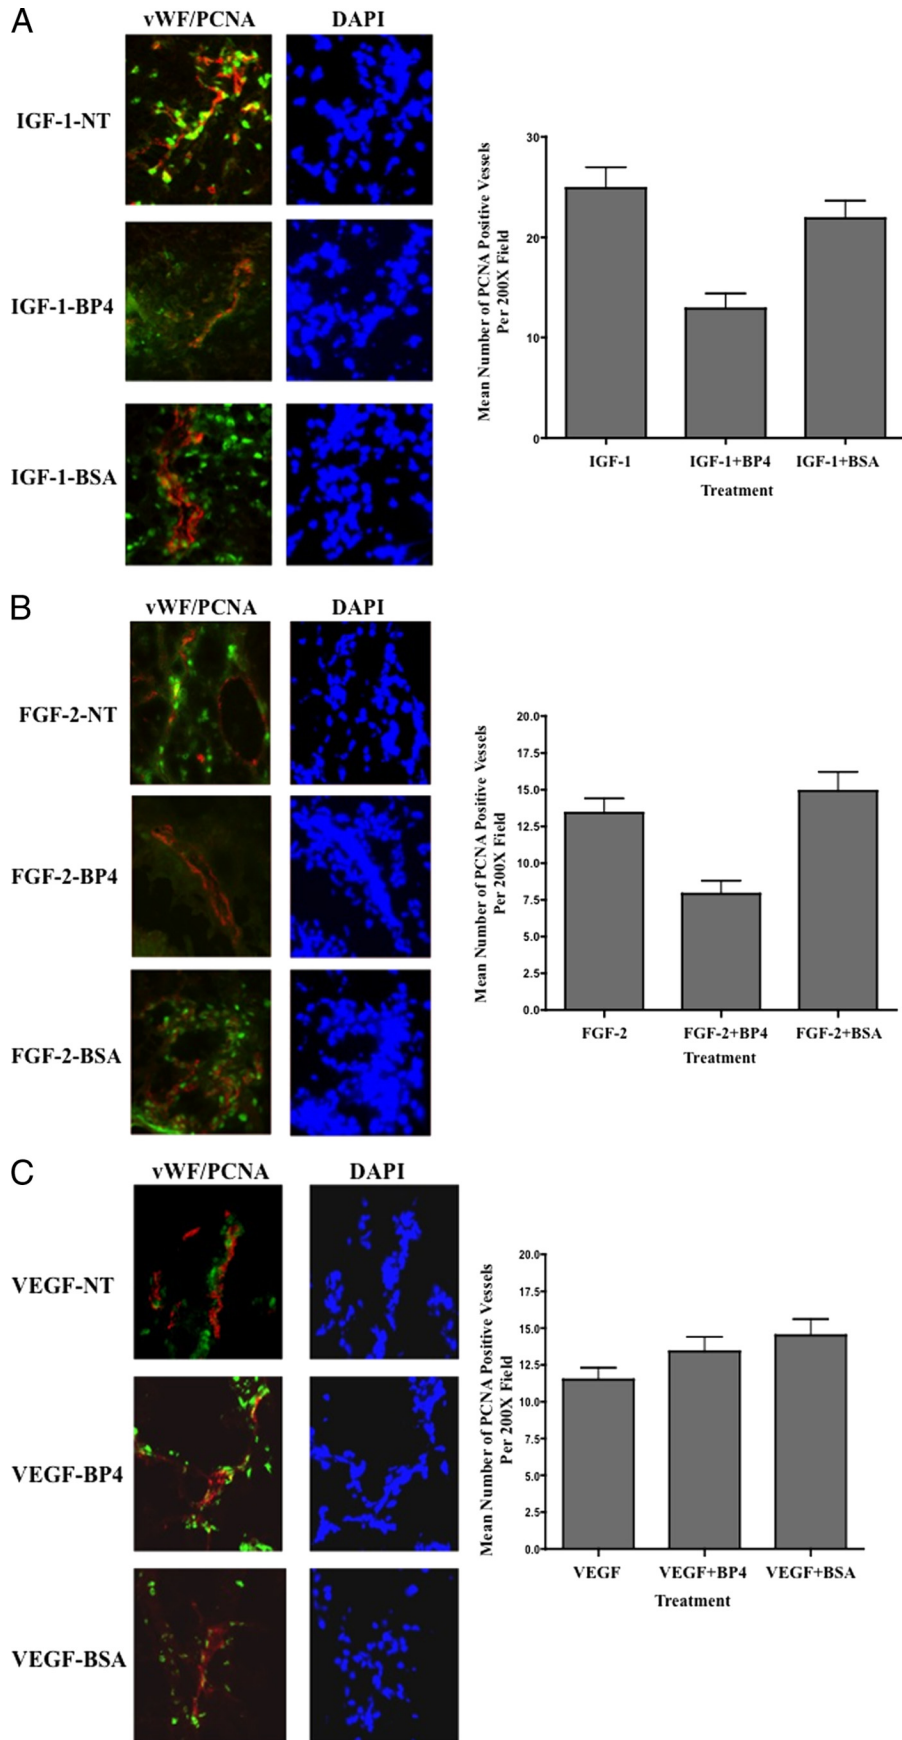 A
vWF/PCNA DAPI
IGF-1-NT
IGF-1-BP4
IGF-1-BSA
Mean Number of PCNA Positive Vessels
Per 200X Field
30
20
10
0
IGF-1 IGF-1+BP4 IGF-1+BSA
Treatment
B
vWF/PCNA DAPI
FGF-2-NT
FGF-2-BP4
FGF-2-BSA
Mean Number of PCNA Positive Vessels
Per 200X Field
20.0
17.5
15.0
12.5
10.0
7.5
5.0
2.5
0.0
FGF-2 FGF-2+BP4 FGF-2+BSA
Treatment
C
vWF/PCNA DAPI
VEGF-NT
VEGF-BP4
VEGF-BSA
Mean Number of PCNA Positive Vessels
Per 200X Field
20.0
17.5
15.0
12.5
10.0
7.5
5.0
2.5
0.0
VEGF VEGF+BP4 VEGF+BSA
Treatment